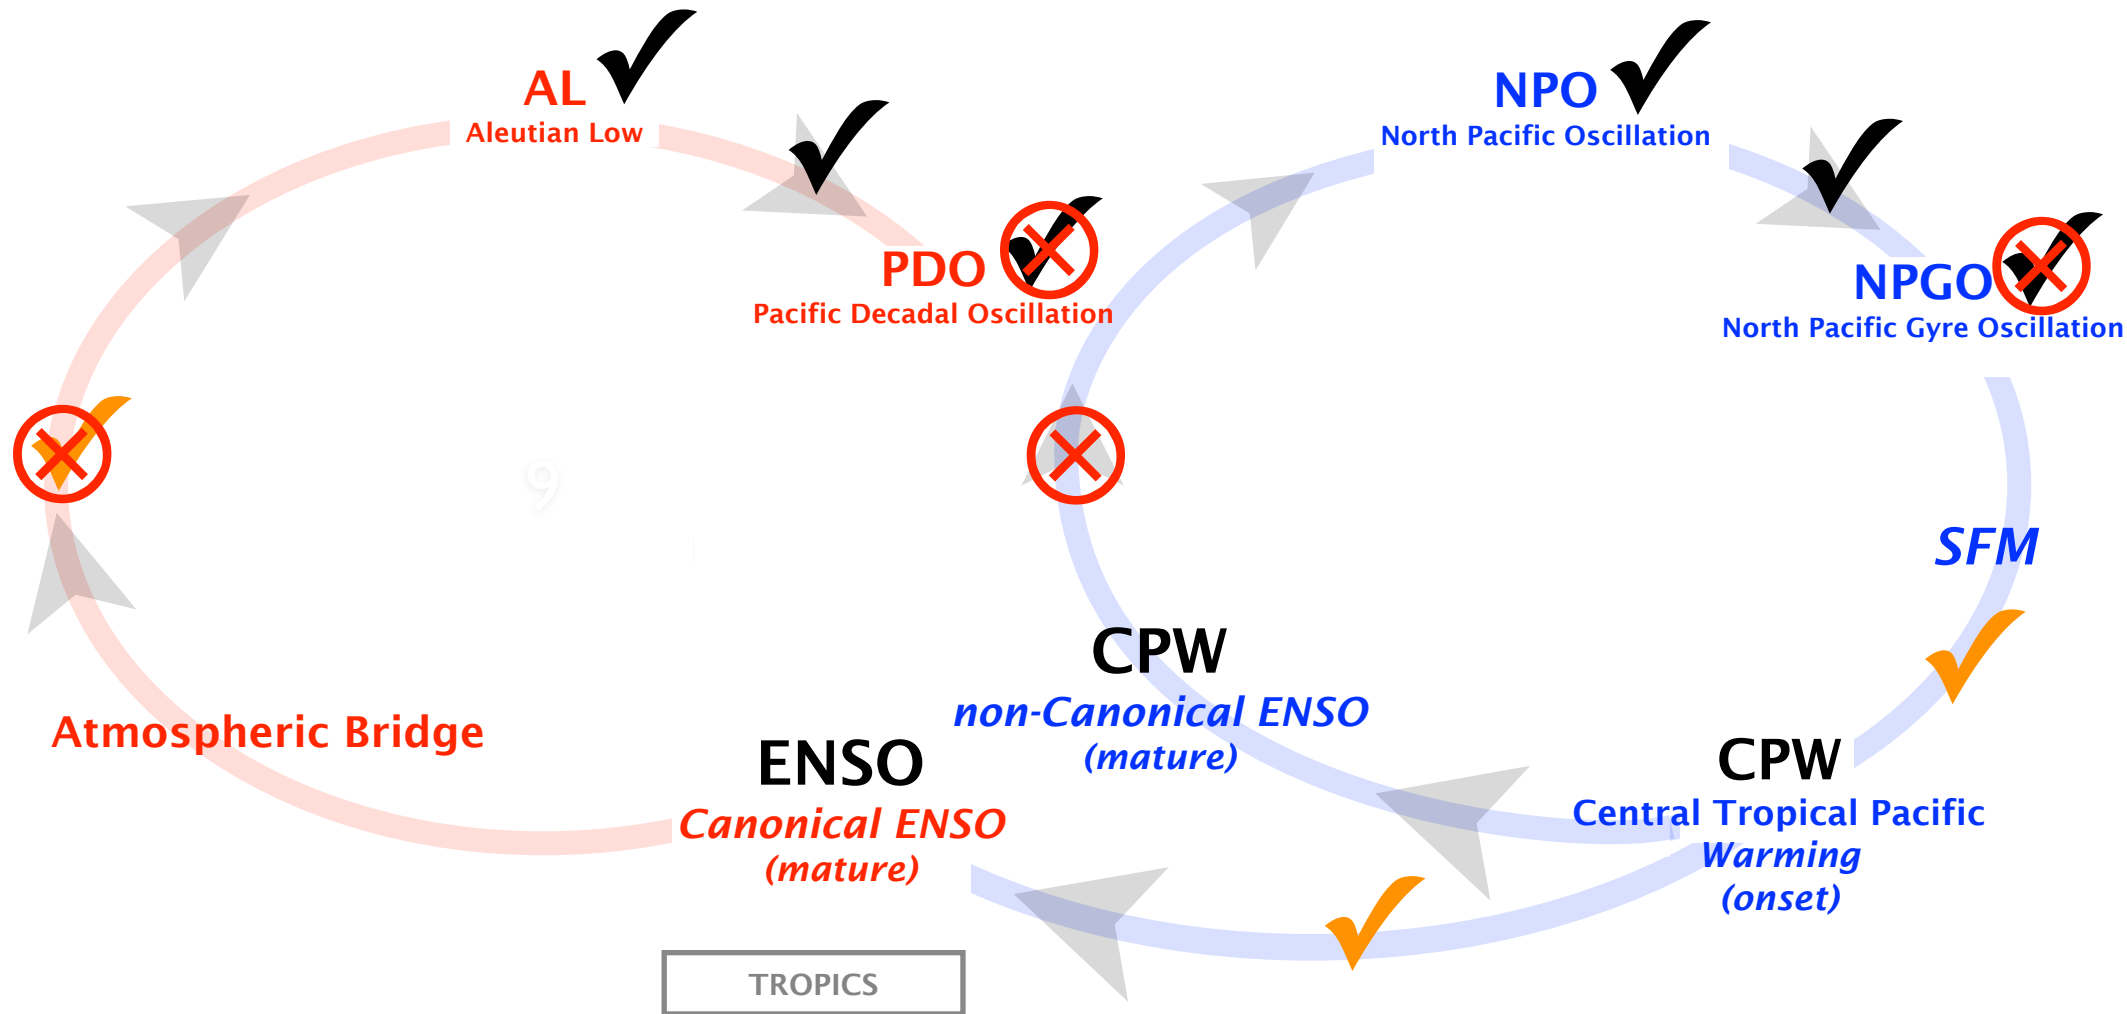 AL
Aleutian Low
NPO
North Pacific Oscillation
PDO
Pacific Decadal Oscillation
NPGO
North Pacific Gyre Oscillation
9
SFM
CPW
non-Canonical ENSO
(mature)
Atmospheric Bridge
ENSO
Canonical ENSO
(mature)
CPW
Central Tropical Pacific
Warming
(onset)
TROPICS